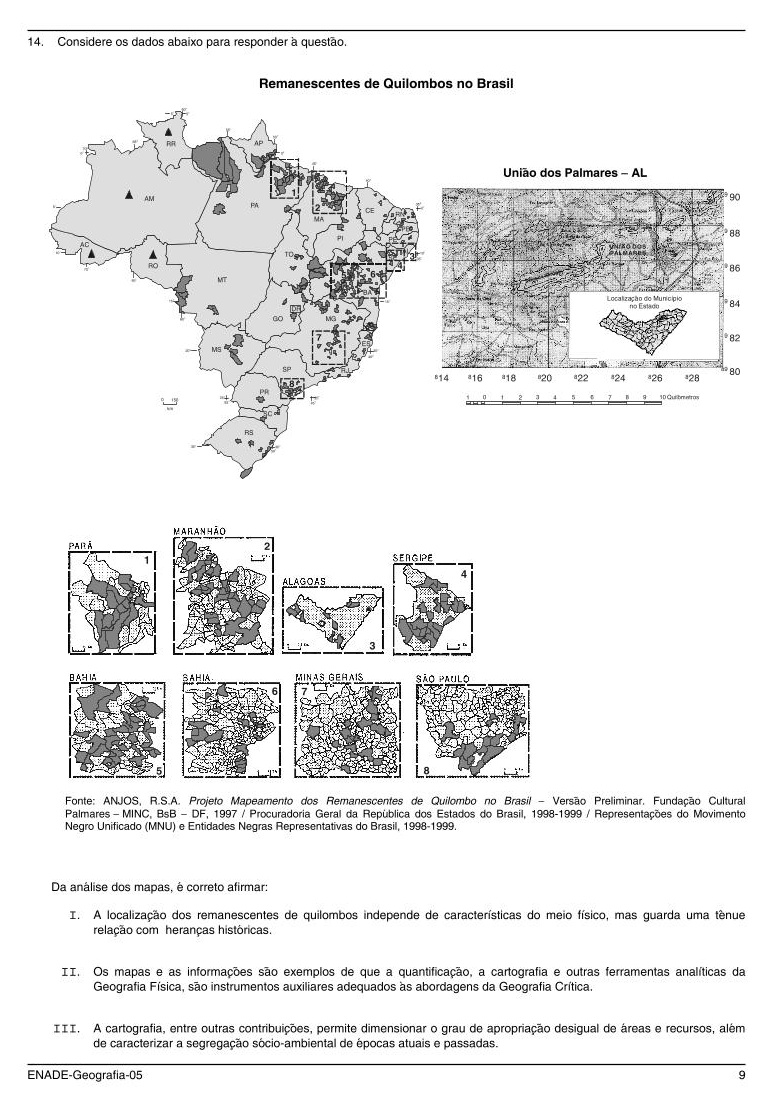 14. Considere os dados abaixo para responder à questão.
Remanescentes de Quilombos no Brasil
União dos Palmares – AL
RR
AP
AM
PA
MA
CE
RN
PI
AC
RO
TO
MT
BA
DF
GO
MG
ES
MS
SP
RJ
PR
SC
RS
1
2
3
4
5
6
7
8
UNIÃO DOS
PALMARES
Localização do Município
no Estado
90
88
86
84
82
80
14 16 18 20 22 24 26 28
1 0 1 2 3 4 5 6 7 8 9 10 Quilômetros
0 150
km
PARÁ
1
MARANHÃO
2
ALAGOAS
3
SERGIPE
4
BAHIA
5
BAHIA
6
MINAS GERAIS
7
SÃO PAULO
8
Fonte: ANJOS, R.S.A. Projeto Mapeamento dos Remanescentes de Quilombo no Brasil – Versão Preliminar. Fundação Cultural
Palmares – MINC, BsB – DF, 1997 / Procuradoria Geral da República dos Estados do Brasil, 1998-1999 / Representações do Movimento
Negro Unificado (MNU) e Entidades Negras Representativas do Brasil, 1998-1999.
Da análise dos mapas, é correto afirmar:
I. A localização dos remanescentes de quilombos independe de características do meio físico, mas guarda uma tênue
relação com heranças históricas.
II. Os mapas e as informações são exemplos de que a quantificação, a cartografia e outras ferramentas analíticas da
Geografia Física, são instrumentos auxiliares adequados às abordagens da Geografia Crítica.
III. A cartografia, entre outras contribuições, permite dimensionar o grau de apropriação desigual de áreas e recursos, além
de caracterizar a segregação sócio-ambiental de épocas atuais e passadas.
ENADE-Geografia-05
9